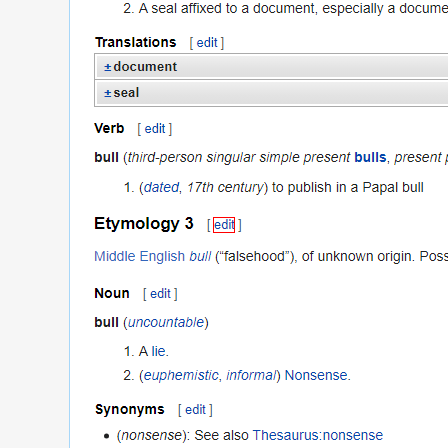 2. A seal affixed to a document, especially a docume
Translations [ edit ]
± document
± seal
Verb [ edit ]
bull (third-person singular simple present bulls, present
1. (dated, 17th century) to publish in a Papal bull
Etymology 3 [ edit ]
Middle English bull (“falsehood”), of unknown origin. Poss
Noun [ edit ]
bull (uncountable)
1. A lie.
2. (euphemistic, informal) Nonsense.
Synonyms [ edit ]
• (nonsense): See also Thesaurus:nonsense